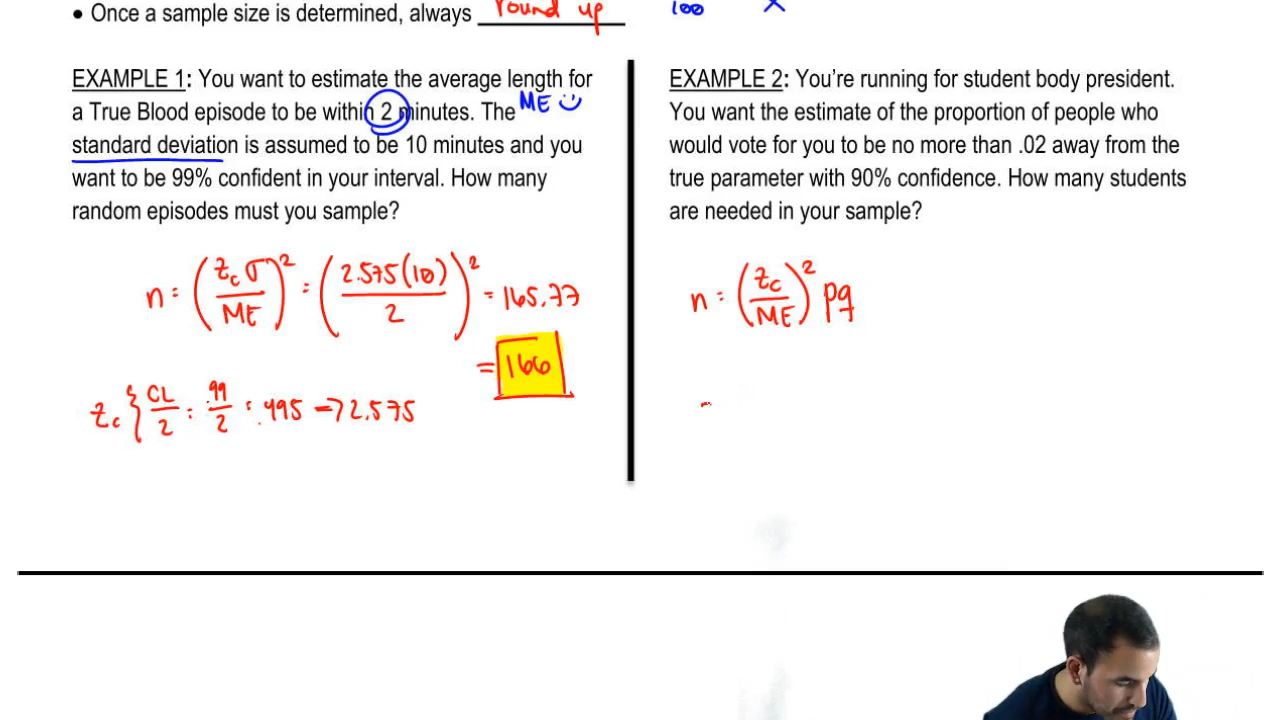 • Once a sample size is determined, always round up
100 X
EXAMPLE 1: You want to estimate the average length for
a True Blood episode to be within 2 minutes. The ME
standard deviation is assumed to be 10 minutes and you
want to be 99% confident in your interval. How many
random episodes must you sample?
n = (Zc σ / ME)² = (2.575(10) / 2)² = 165.77
= 166
Zc { CL/2 = .99/2 = .495 → 2.575
EXAMPLE 2: You're running for student body president.
You want the estimate of the proportion of people who
would vote for you to be no more than .02 away from the
true parameter with 90% confidence. How many students
are needed in your sample?
n = (Zc / ME)² pq